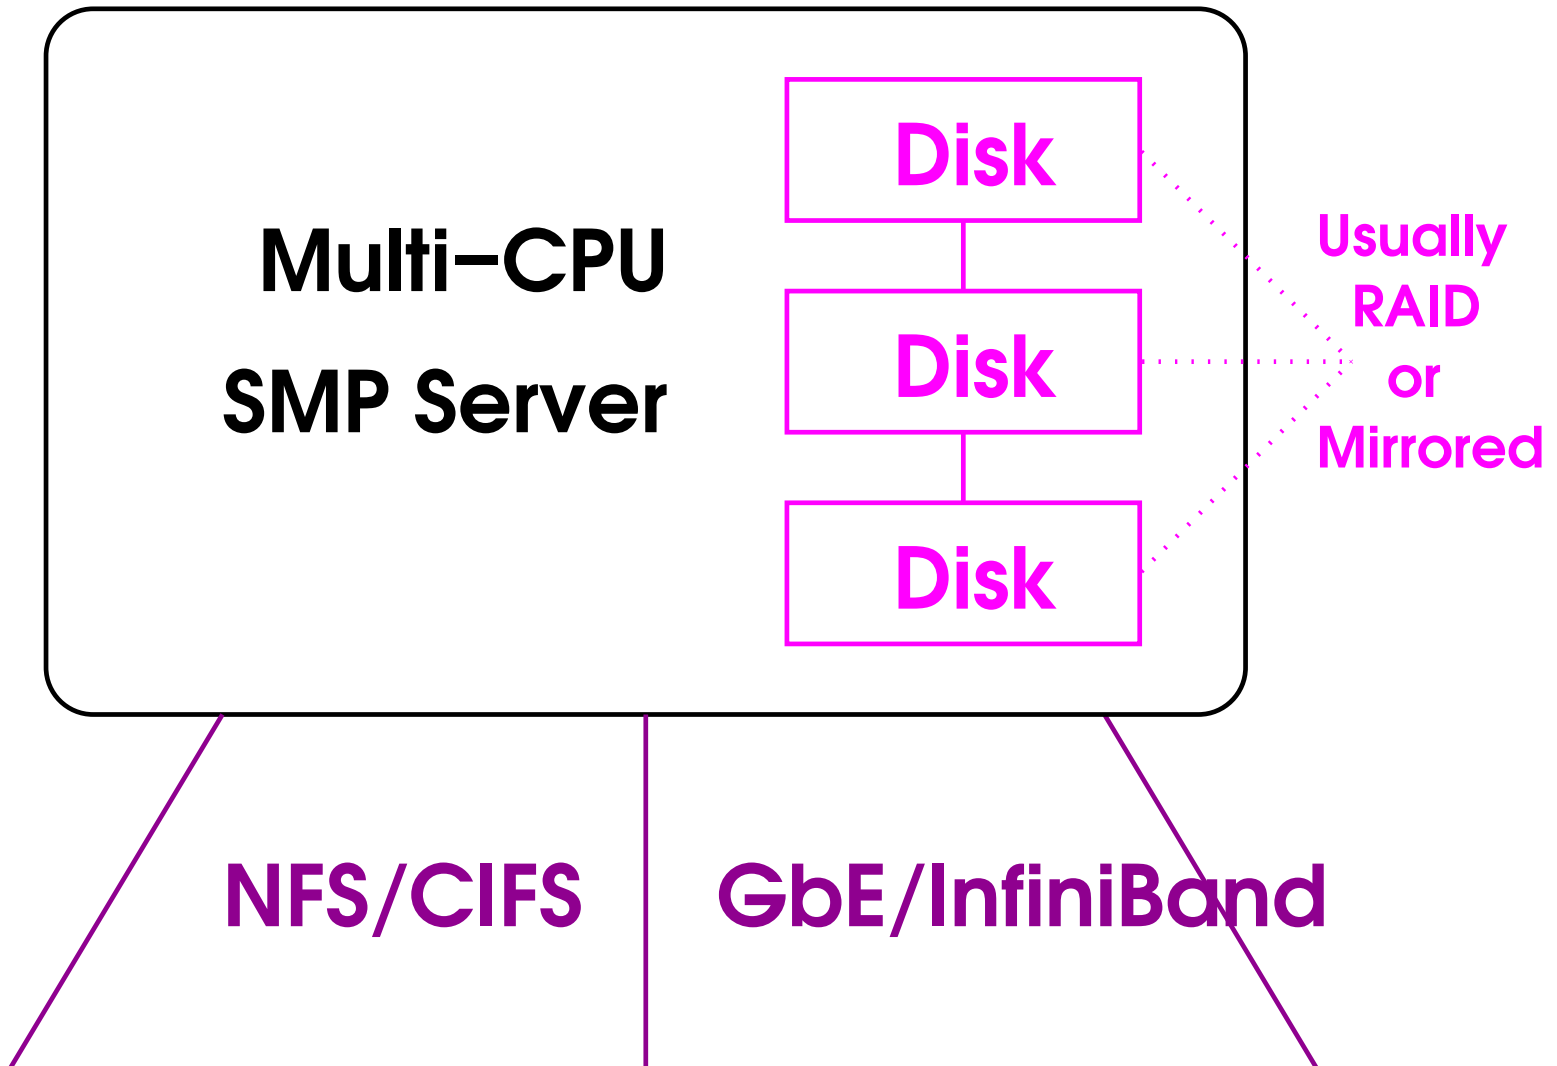 Disk
Multi–CPU
Usually
RAID
Disk
or
SMP Server
Mirrored
Disk
NFS/CIFS
GbE/InfiniBand